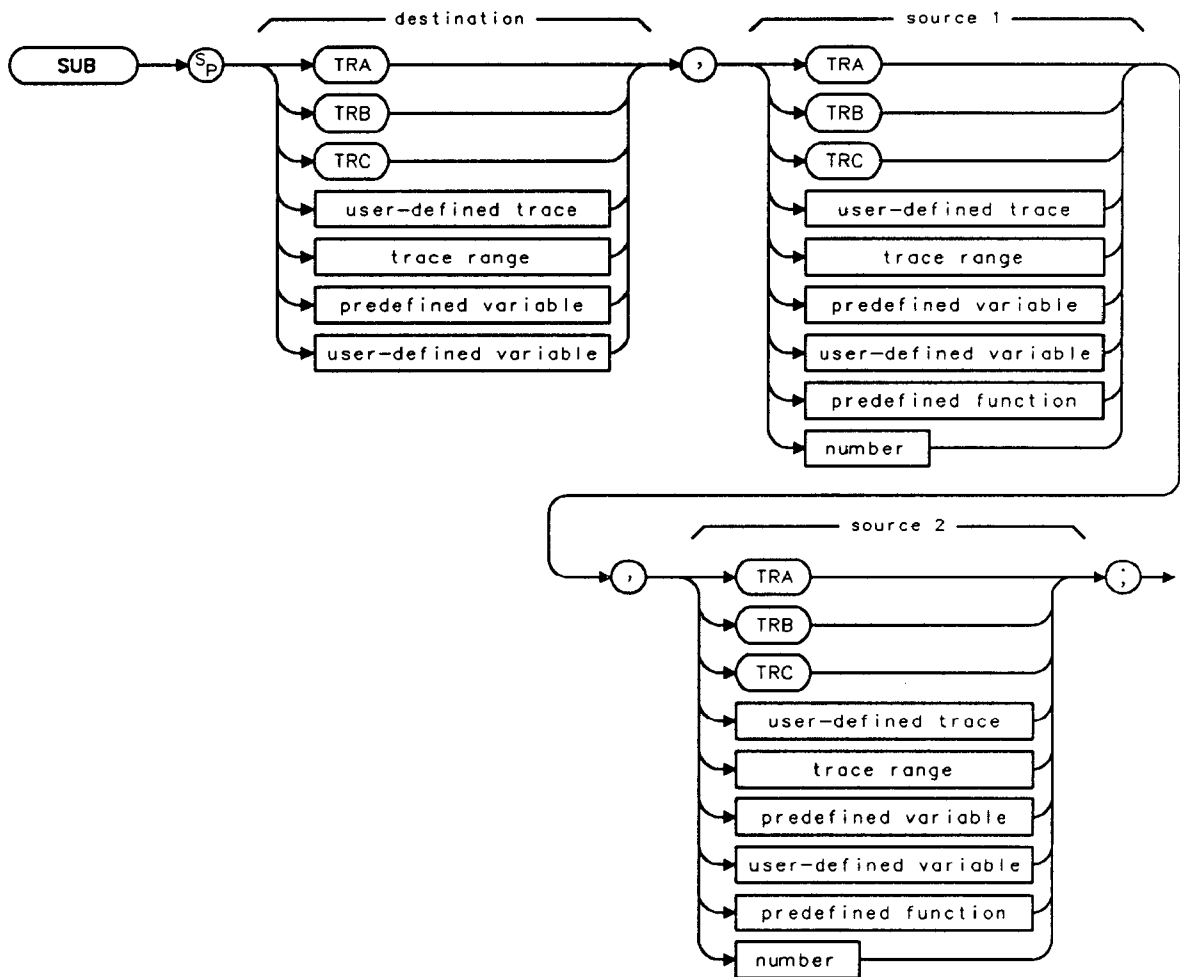 destination
source 1
SUB
SP
TRA
,
TRA
TRB
TRB
TRC
TRC
user-defined trace
user-defined trace
trace range
trace range
predefined variable
predefined variable
user-defined variable
user-defined variable
predefined function
number
source 2
,
TRA
;
TRB
TRC
user-defined trace
trace range
predefined variable
user-defined variable
predefined function
number